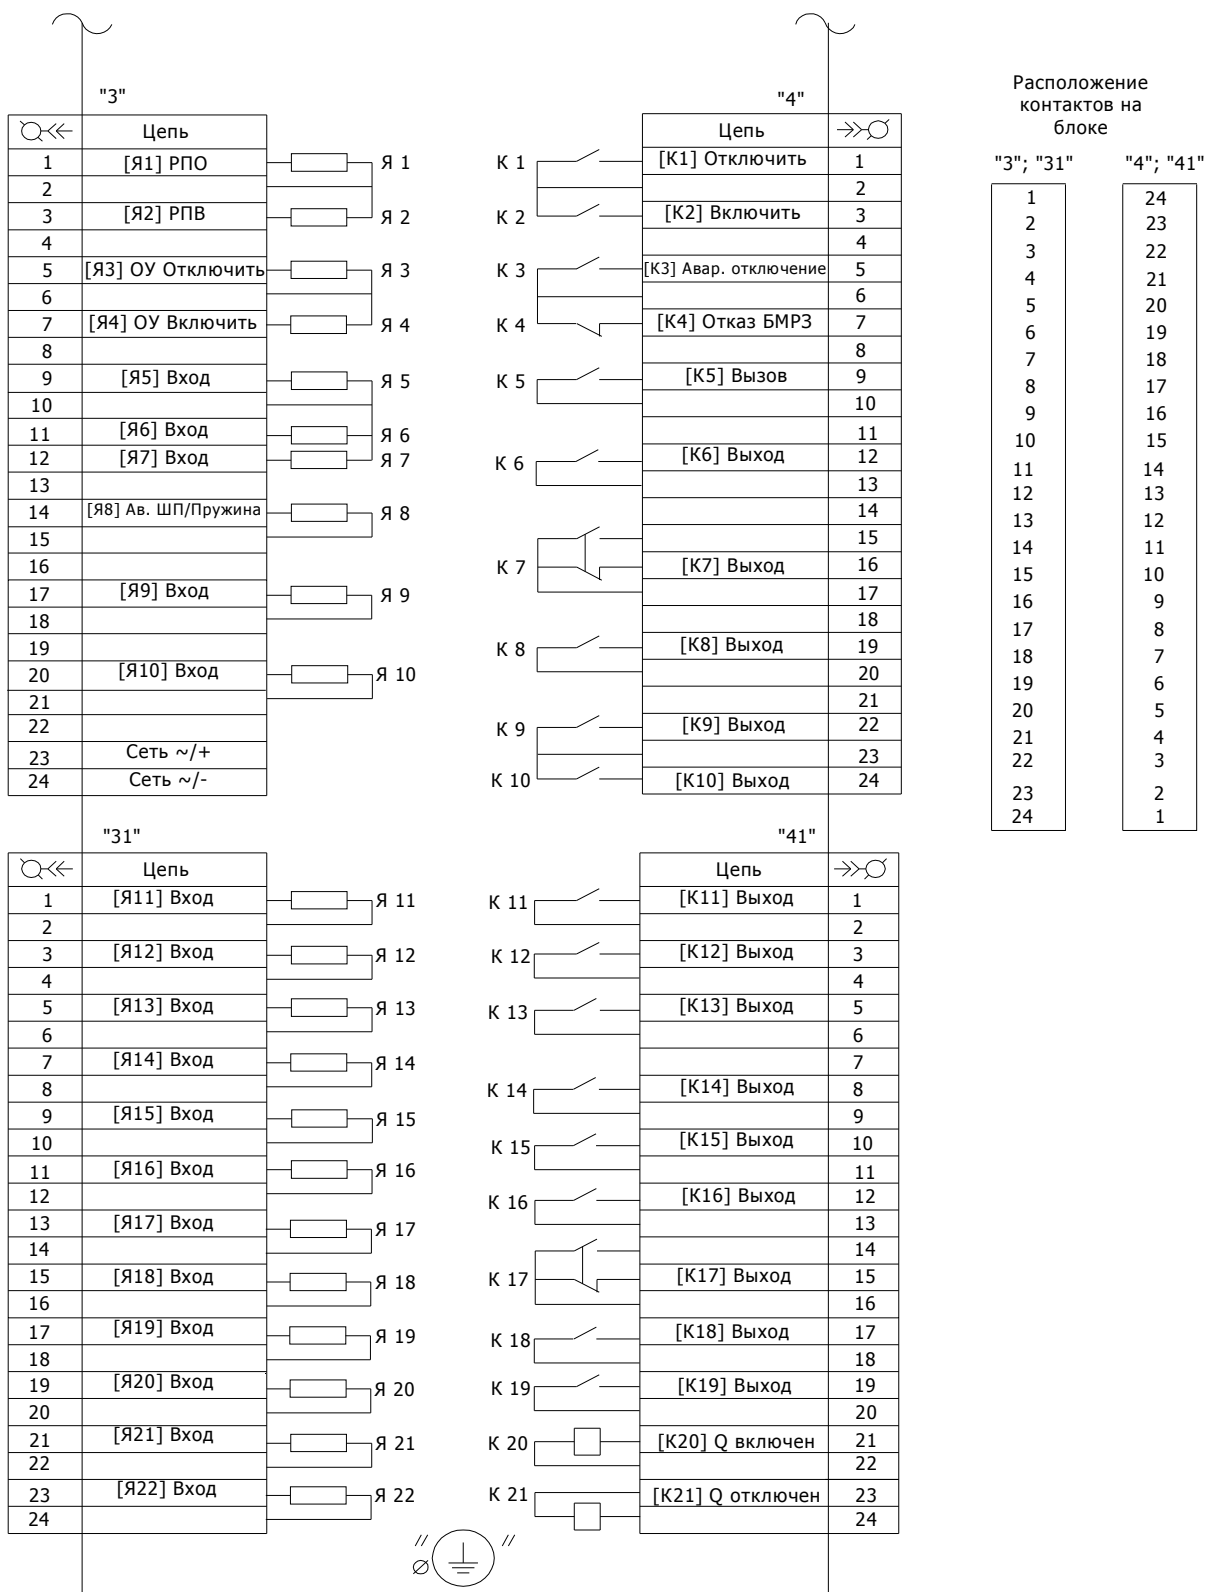 "3"
Цепь
1 [Я1] РПО Я 1
2
3 [Я2] РПВ Я 2
4
5 [Я3] ОУ Отключить Я 3
6
7 [Я4] ОУ Включить Я 4
8
9 [Я5] Вход Я 5
10
11 [Я6] Вход Я 6
12 [Я7] Вход Я 7
13
14 [Я8] Ав. ШП/Пружина Я 8
15
16
17 [Я9] Вход Я 9
18
19
20 [Я10] Вход Я 10
21
22
23 Сеть ~/+
24 Сеть ~/-
"4"
Цепь
К 1 [К1] Отключить 1
2
К 2 [К2] Включить 3
4
К 3 [К3] Авар. отключение 5
6
К 4 [К4] Отказ БМРЗ 7
8
К 5 [К5] Вызов 9
10
11
К 6 [К6] Выход 12
13
14
15
К 7 [К7] Выход 16
17
18
К 8 [К8] Выход 19
20
21
К 9 [К9] Выход 22
23
К 10 [К10] Выход 24
Расположение
контактов на
блоке
"3"; "31" "4"; "41"
1 24
2 23
3 22
4 21
5 20
6 19
7 18
8 17
9 16
10 15
11 14
12 13
13 12
14 11
15 10
16 9
17 8
18 7
19 6
20 5
21 4
22 3
23 2
24 1
"31"
Цепь
1 [Я11] Вход Я 11
2
3 [Я12] Вход Я 12
4
5 [Я13] Вход Я 13
6
7 [Я14] Вход Я 14
8
9 [Я15] Вход Я 15
10
11 [Я16] Вход Я 16
12
13 [Я17] Вход Я 17
14
15 [Я18] Вход Я 18
16
17 [Я19] Вход Я 19
18
19 [Я20] Вход Я 20
20
21 [Я21] Вход Я 21
22
23 [Я22] Вход Я 22
24
"41"
Цепь
К 11 [К11] Выход 1
2
К 12 [К12] Выход 3
4
К 13 [К13] Выход 5
6
7
К 14 [К14] Выход 8
9
К 15 [К15] Выход 10
11
К 16 [К16] Выход 12
13
14
К 17 [К17] Выход 15
16
К 18 [К18] Выход 17
18
К 19 [К19] Выход 19
20
К 20 [К20] Q включен 21
22
К 21 [К21] Q отключен 23
24